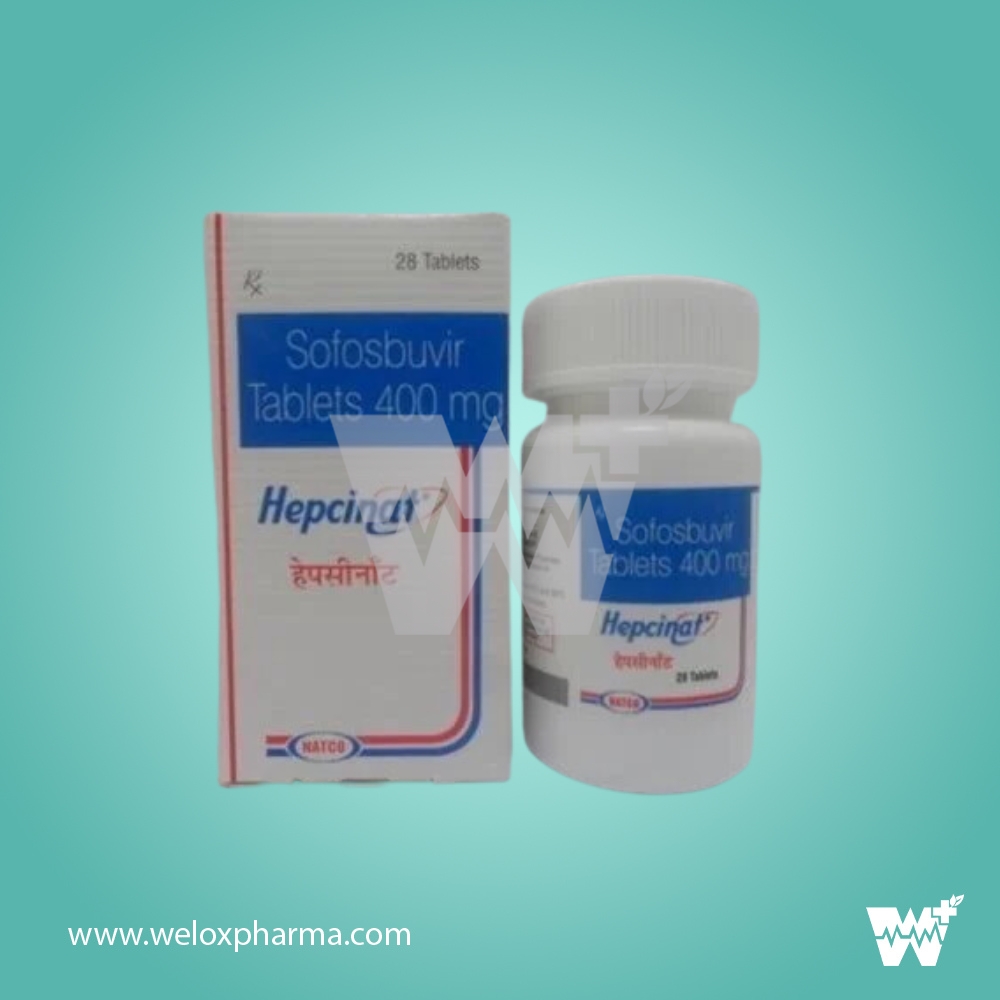 28 Tablets
Rx
Sofosbuvir
Tablets 400 mg
Hepcinat
हेपसीनॉट
NATCO
Sofosbuvir
Tablets 400 mg
Hepcinat
हेपसीनॉट
28 Tablets
NATCO
W+
www.weloxpharma.com
W+